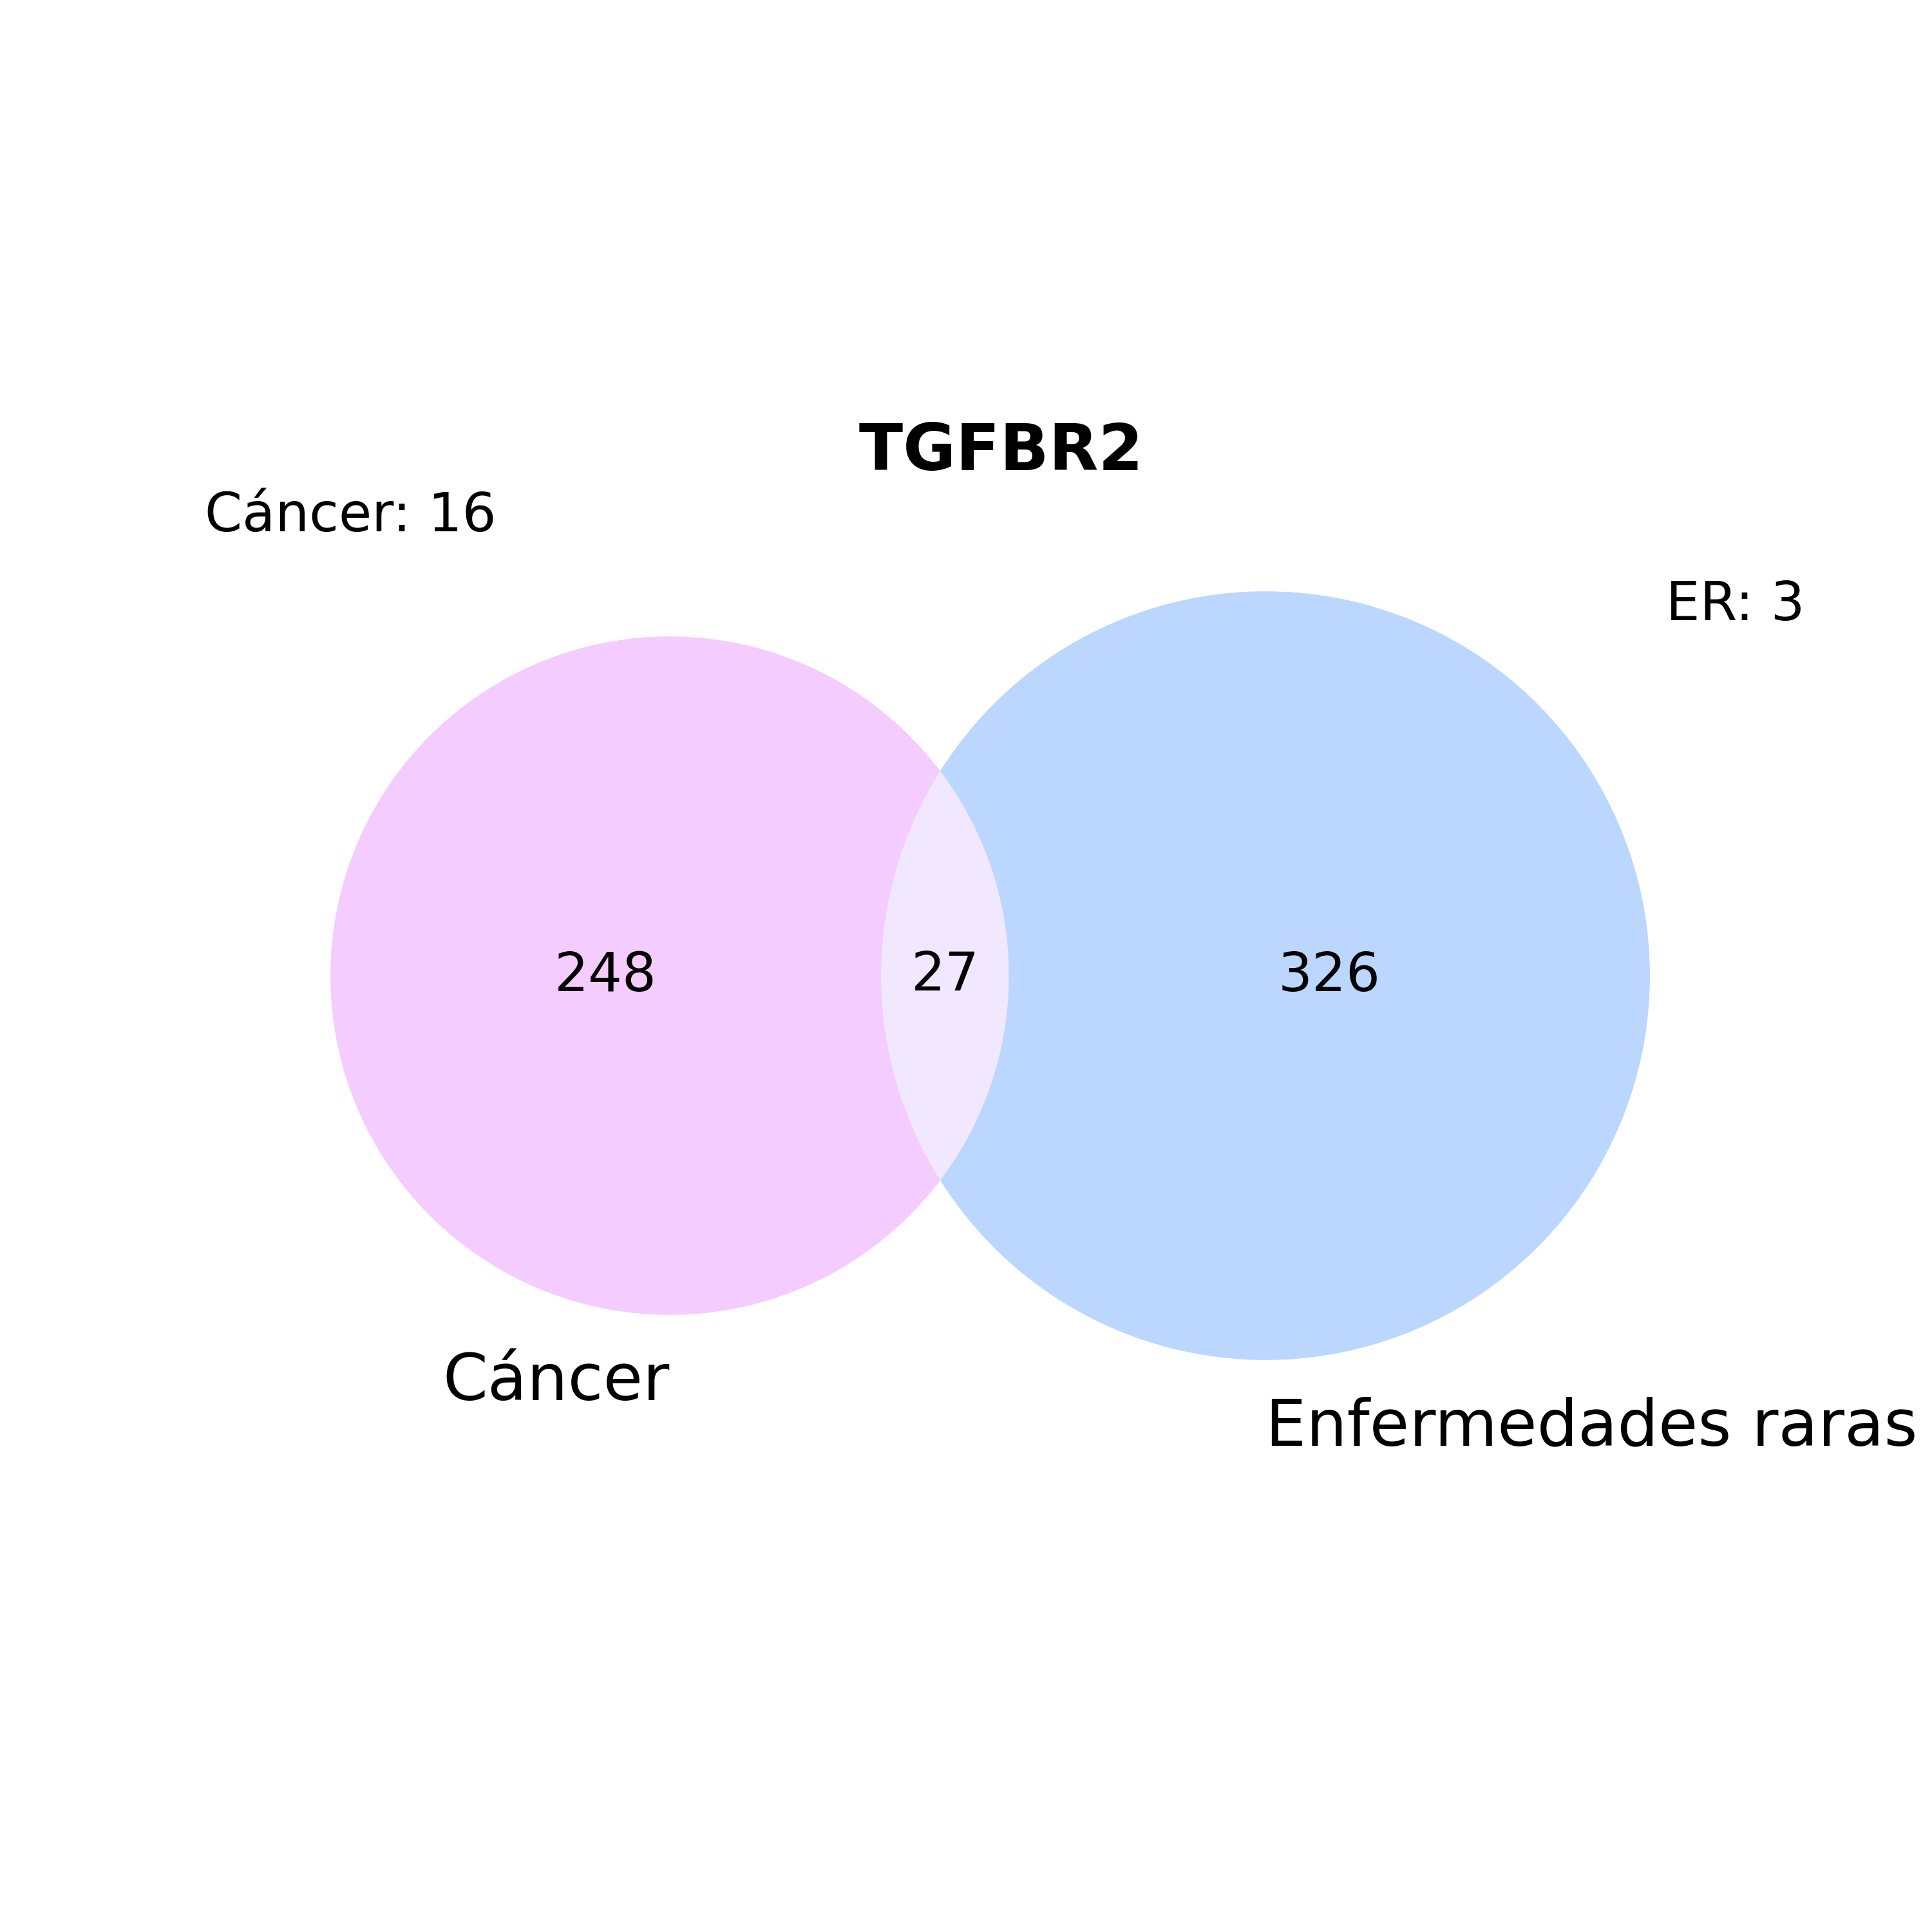 TGFBR2
Cáncer: 16
ER: 3
248
27
326
Cáncer
Enfermedades raras